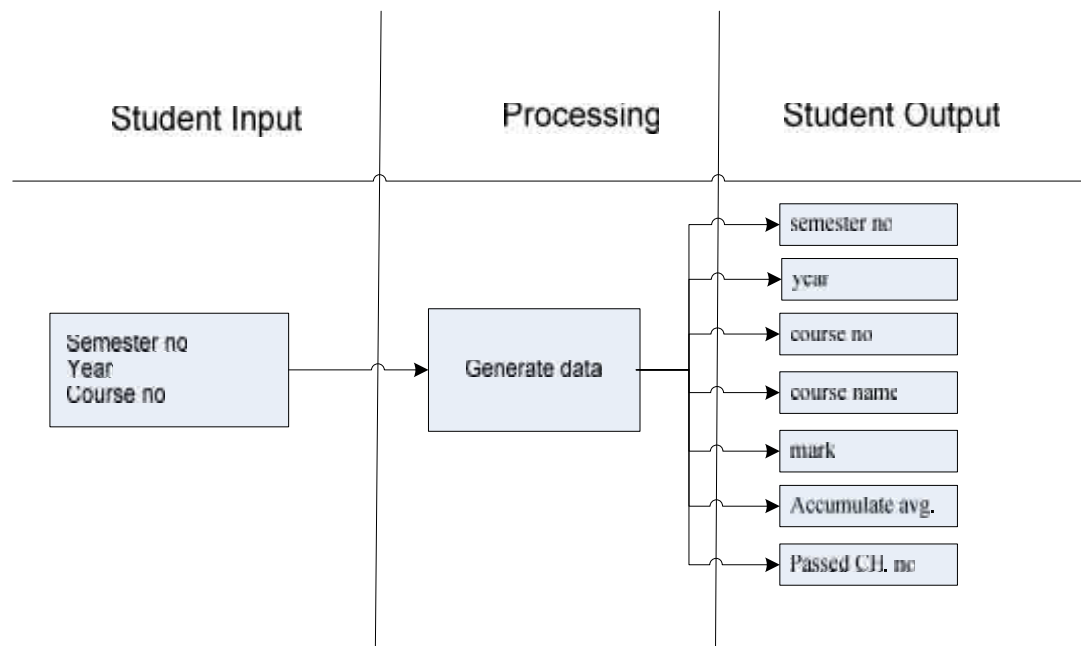 Student Input
Processing
Student Output
Semester no
Year
Course no
Generate data
semester no
year
course no
course name
mark
Accumulate avg.
Passed CH. no